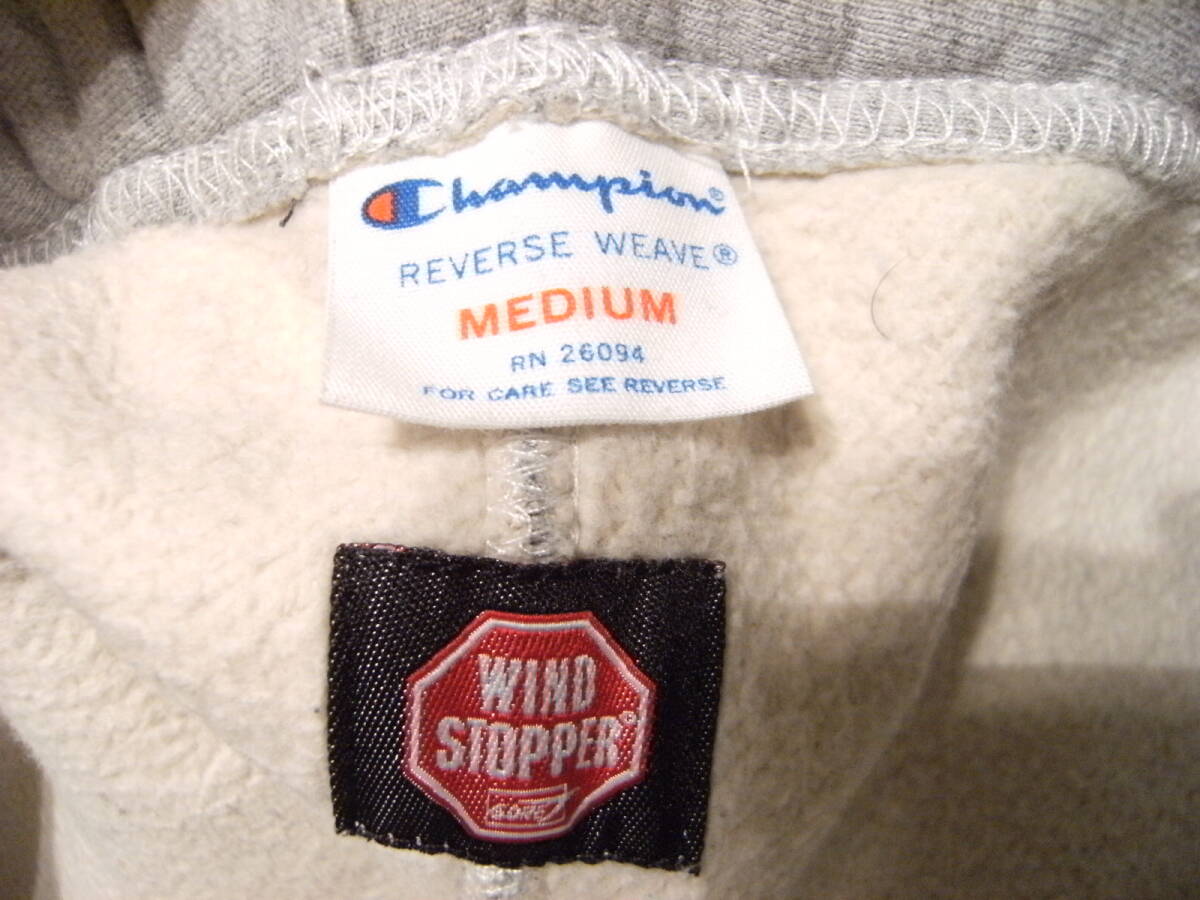 Champion®
REVERSE WEAVE®
MEDIUM
RN 26094
FOR CARE SEE REVERSE
WIND
STOPPER®
GORE